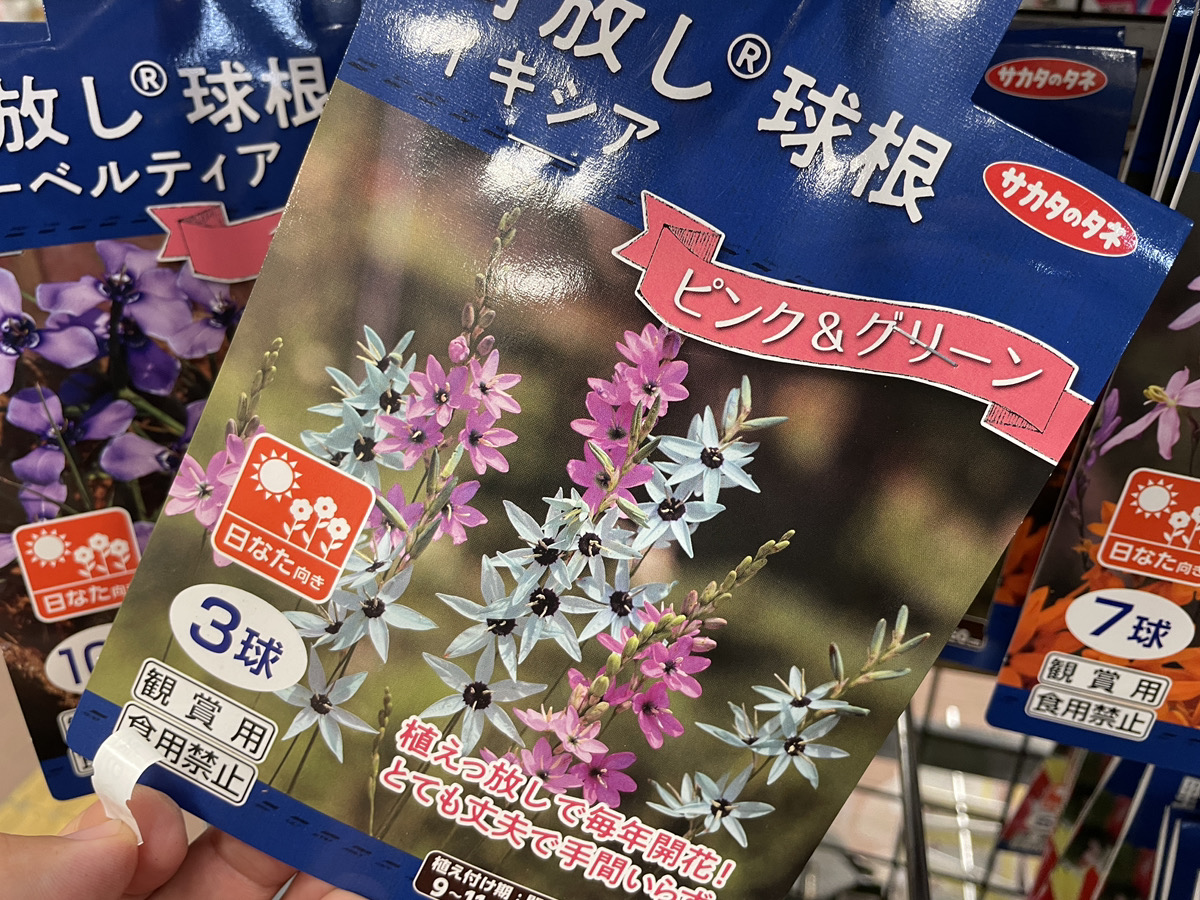 放し®球根
ーベルティア
日なた向
放し®球根
イキシア
サカタのタネ
ピンク&グリーン
日なた向き
3球
観賞用
食用禁止
植えっ放しで毎年開花!
とても丈夫で手間いらず
植え付け期:
9~11
サカタのタネ
日なた向き
7球
観賞用
食用禁止